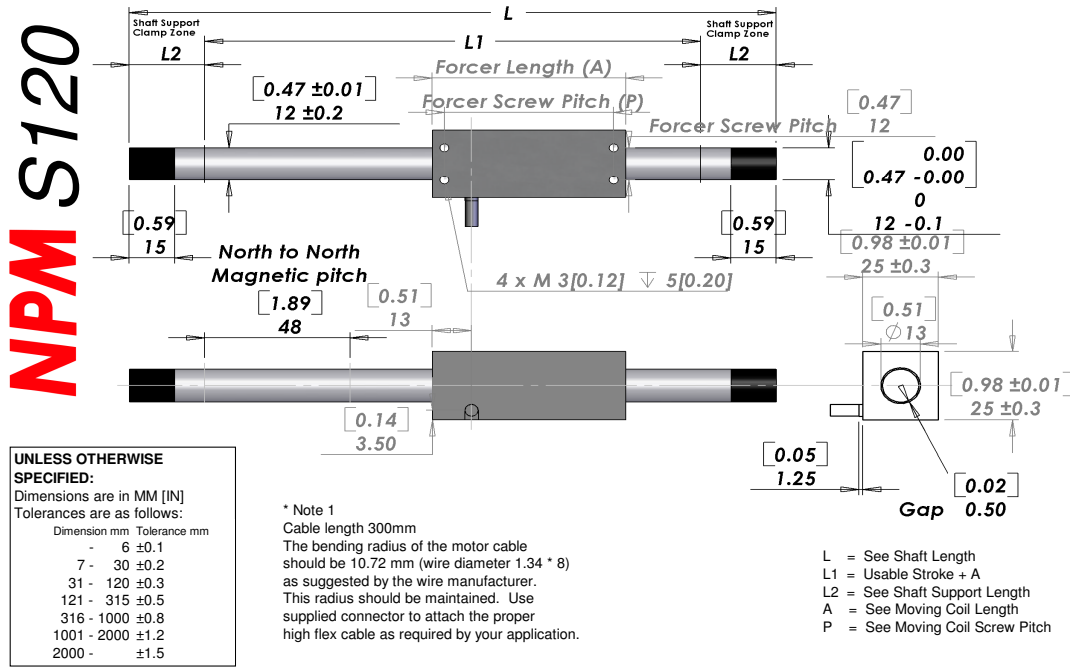 NPM S120
L
Shaft Support
Clamp Zone
L2
L1
Shaft Support
Clamp Zone
L2
Forcer Length (A)
[0.47 ±0.01]
12 ±0.2
Forcer Screw Pitch (P)
Forcer Screw Pitch
[0.47]
12
[0.00
0.47 -0.00]
0
12 -0.1
[0.59]
15
[0.59]
15
4 x M 3[0.12] ↧ 5[0.20]
North to North
Magnetic pitch
[1.89]
48
[0.51]
13
[0.98 ±0.01]
25 ±0.3
[0.51]
∅ 13
[0.98 ±0.01]
25 ±0.3
[0.14]
3.50
[0.05]
1.25
Gap
[0.02]
0.50
UNLESS OTHERWISE
SPECIFIED:
Dimensions are in MM [IN]
Tolerances are as follows:
Dimension mm Tolerance mm
- 6 ±0.1
7 - 30 ±0.2
31 - 120 ±0.3
121 - 315 ±0.5
316 - 1000 ±0.8
1001 - 2000 ±1.2
2000 - ±1.5
* Note 1
Cable length 300mm
The bending radius of the motor cable
should be 10.72 mm (wire diameter 1.34 * 8)
as suggested by the wire manufacturer.
This radius should be maintained. Use
supplied connector to attach the proper
high flex cable as required by your application.
L = See Shaft Length
L1 = Usable Stroke + A
L2 = See Shaft Support Length
A = See Moving Coil Length
P = See Moving Coil Screw Pitch